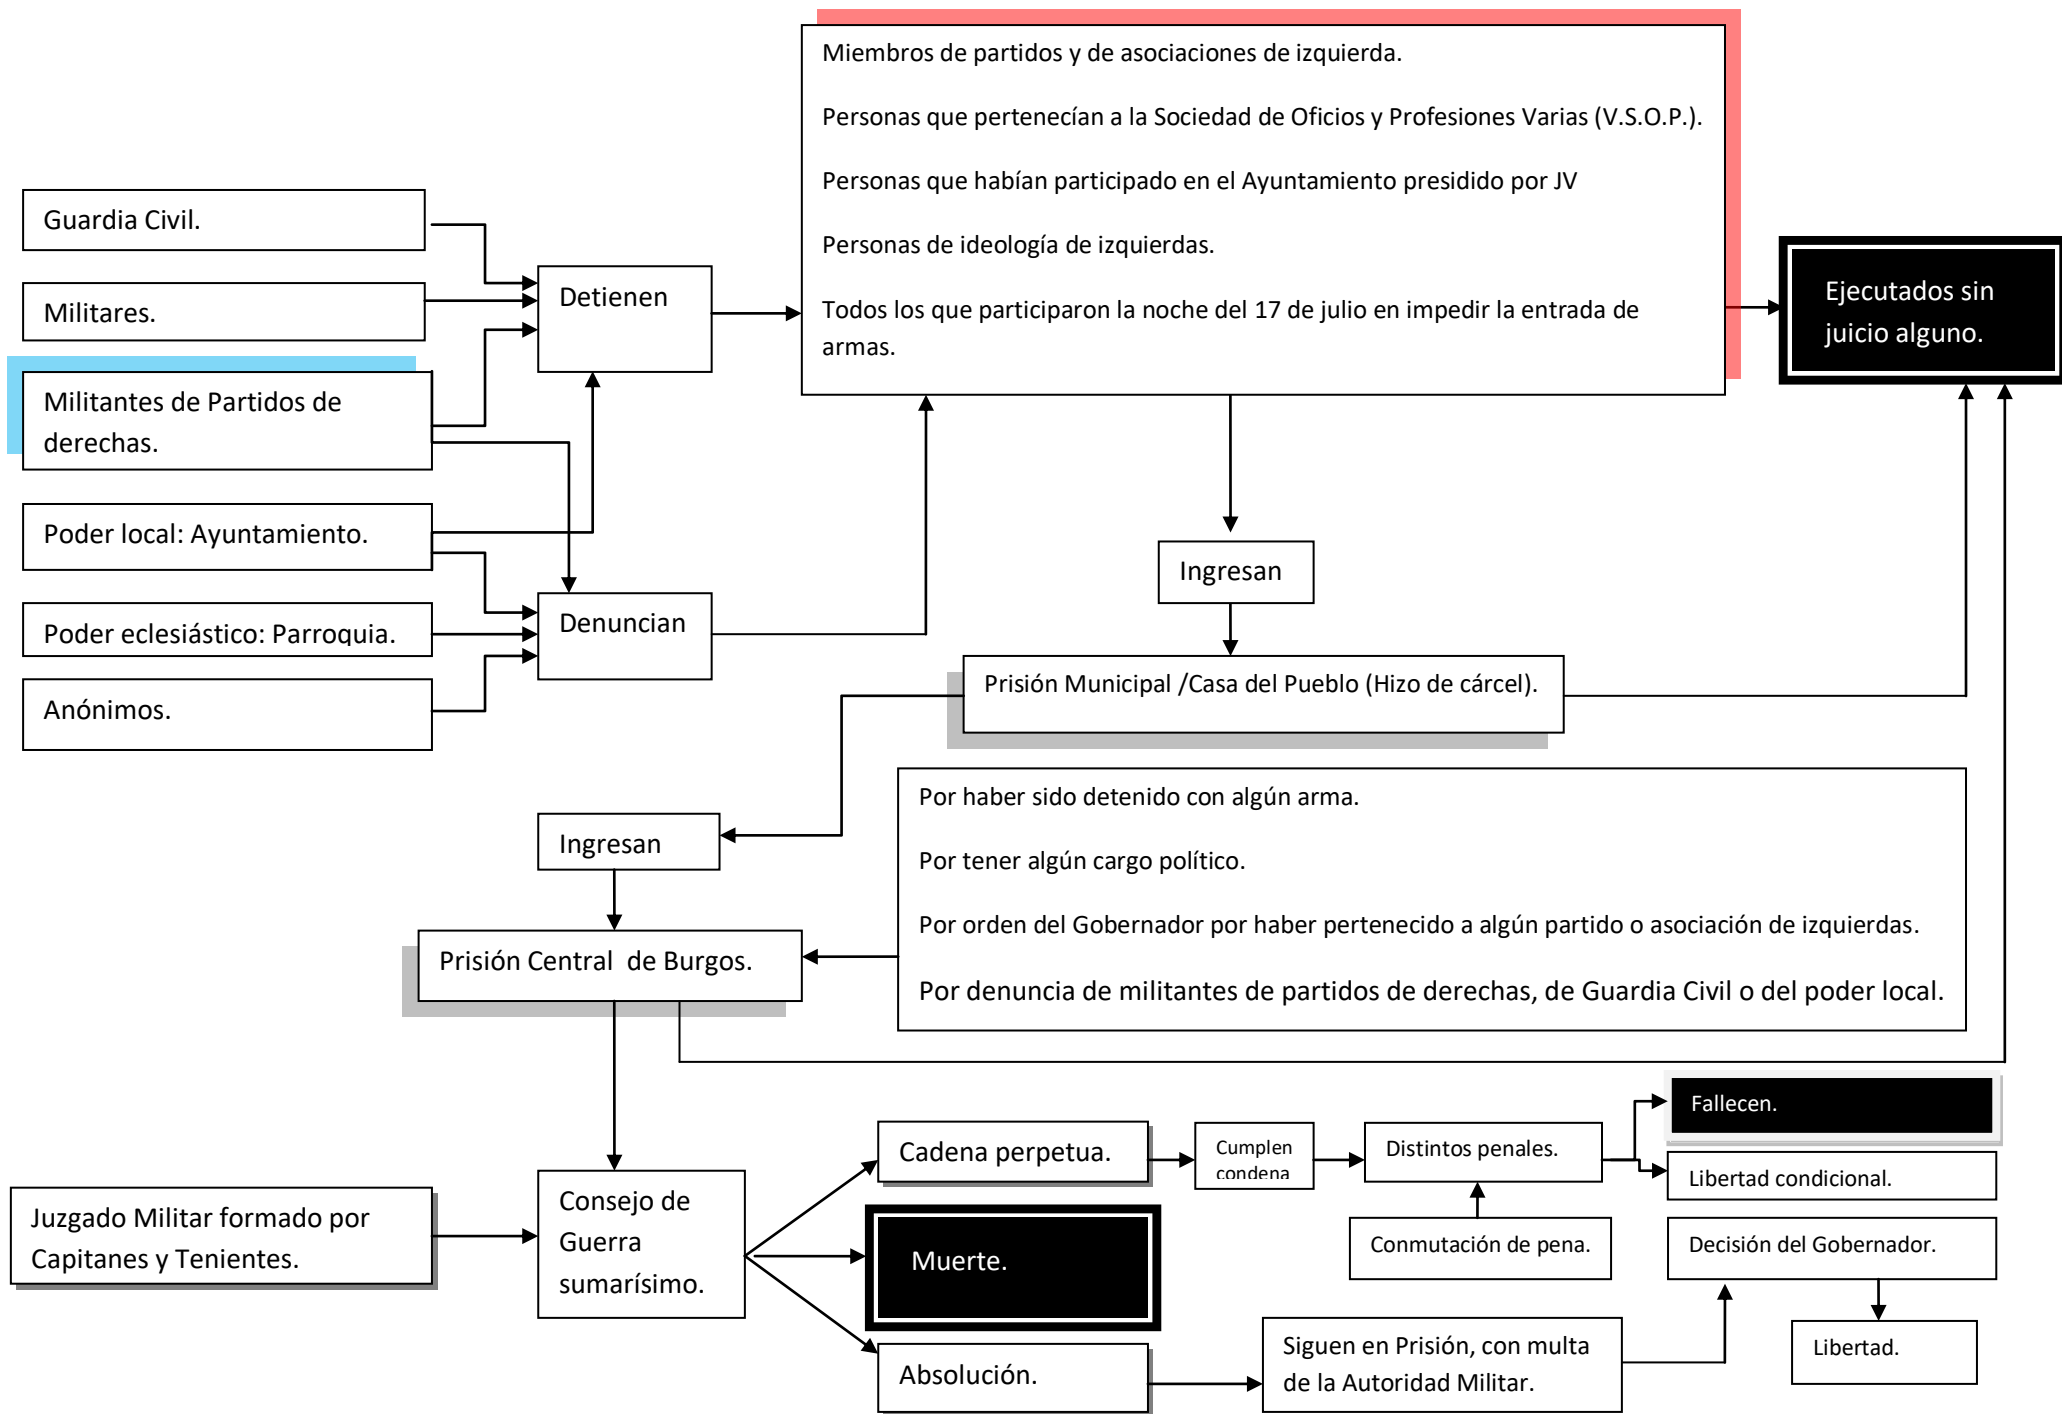 Miembros de partidos y de asociaciones de izquierda.
Personas que pertenecían a la Sociedad de Oficios y Profesiones Varias (V.S.O.P.).
Personas que habían participado en el Ayuntamiento presidido por JV
Personas de ideología de izquierdas.
Todos los que participaron la noche del 17 de julio en impedir la entrada de
armas.
Guardia Civil.
Militares.
Militantes de Partidos de
derechas.
Poder local: Ayuntamiento.
Poder eclesiástico: Parroquia.
Anónimos.
Detienen
Denuncian
Ejecutados sin
juicio alguno.
Ingresan
Prisión Municipal /Casa del Pueblo (Hizo de cárcel).
Ingresan
Prisión Central  de Burgos.
Por haber sido detenido con algún arma.
Por tener algún cargo político.
Por orden del Gobernador por haber pertenecido a algún partido o asociación de izquierdas.
Por denuncia de militantes de partidos de derechas, de Guardia Civil o del poder local.
Juzgado Militar formado por
Capitanes y Tenientes.
Consejo de
Guerra
sumarísimo.
Cadena perpetua.
Cumplen
condena
Distintos penales.
Fallecen.
Libertad condicional.
Conmutación de pena.
Muerte.
Absolución.
Siguen en Prisión, con multa
de la Autoridad Militar.
Decisión del Gobernador.
Libertad.